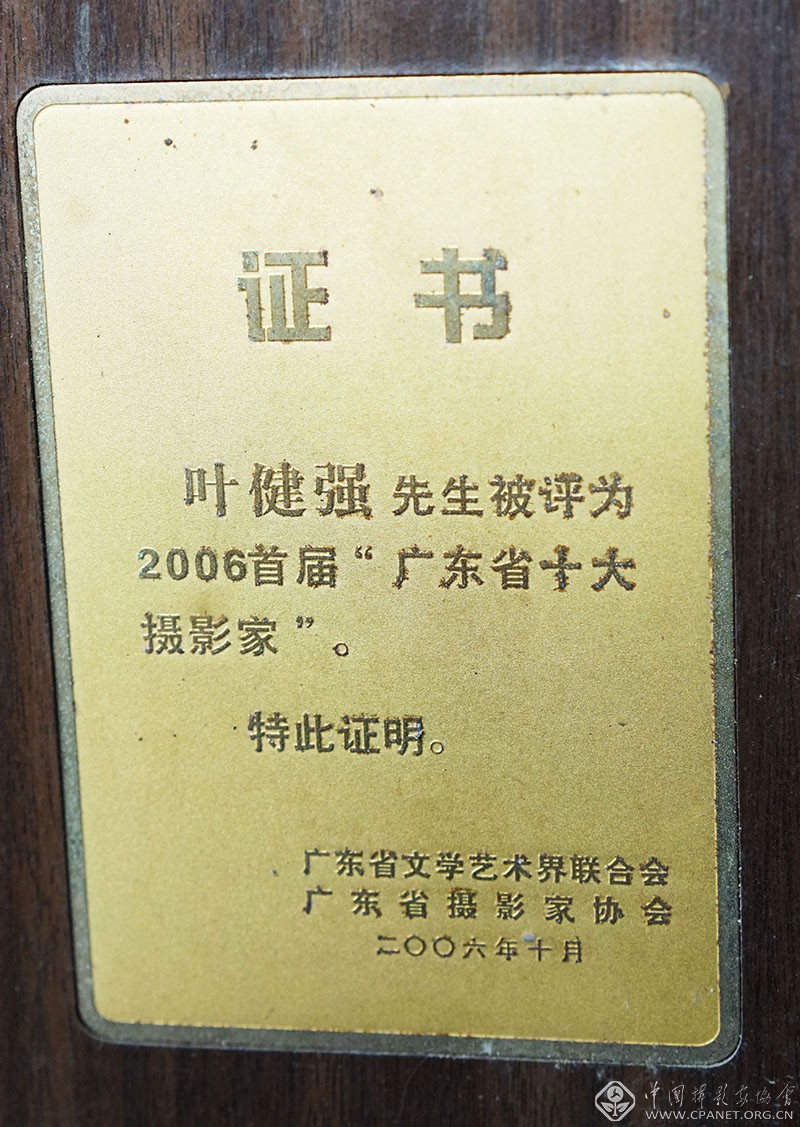 证书
叶健强 先生被评为
2006首届“广东省十大
摄影家”。
特此证明。
广东省文学艺术界联合会
广东省摄影家协会
二〇〇六年十月
中国摄影家协会
WWW.CPANET.ORG.CN